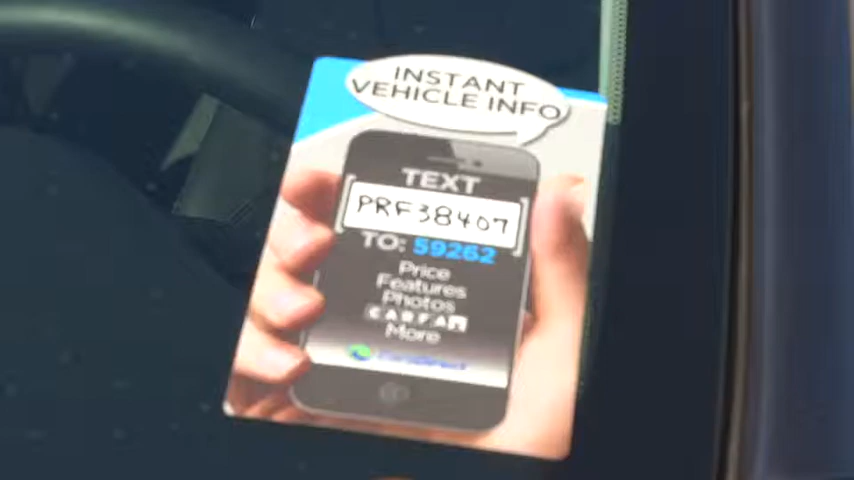 INSTANT
VEHICLE INFO
TEXT
PRF38407
TO: 59262
Price
Features
Photos
CARFAX
More